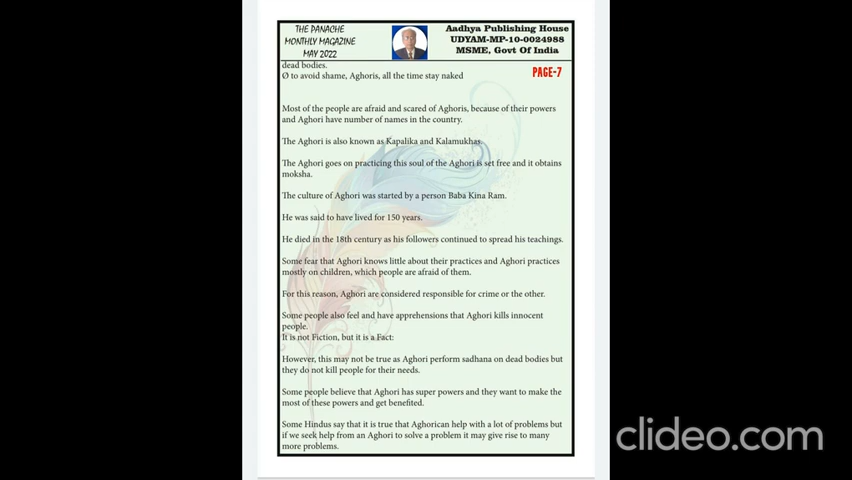 THE PANACHE
MONTHLY MAGAZINE
MAY 2022
Aadhya Publishing House
UDYAM-MP-10-0024988
MSME, Govt Of India
PAGE-7
dead bodies.
Ø to avoid shame, Aghoris, all the time stay naked
Most of the people are afraid and scared of Aghoris, because of their powers
and Aghori have number of names in the country.
The Aghori is also known as Kapalika and Kalamukhas.
The Aghori goes on practicing this soul of the Aghori is set free and it obtains
moksha.
The culture of Aghori was started by a person Baba Kina Ram.
He was said to have lived for 150 years.
He died in the 18th century as his followers continued to spread his teachings.
Some fear that Aghori knows little about their practices and Aghori practices
mostly on children, which people are afraid of them.
For this reason, Aghori are considered responsible for crime or the other.
Some people also feel and have apprehensions that Aghori kills innocent
people.
It is not Fiction, but it is a Fact:
However, this may not be true as Aghori perform sadhana on dead bodies but
they do not kill people for their needs.
Some people believe that Aghori has super powers and they want to make the
most of these powers and get benefited.
Some Hindus say that it is true that Aghorican help with a lot of problems but
if we seek help from an Aghori to solve a problem it may give rise to many
more problems.
clideo.com